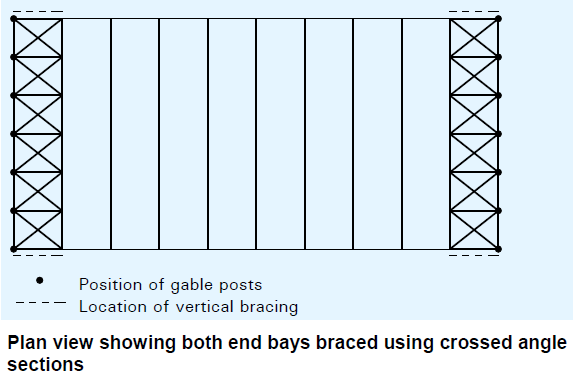 Position of gable posts
Location of vertical bracing
Plan view showing both end bays braced using crossed angle
sections